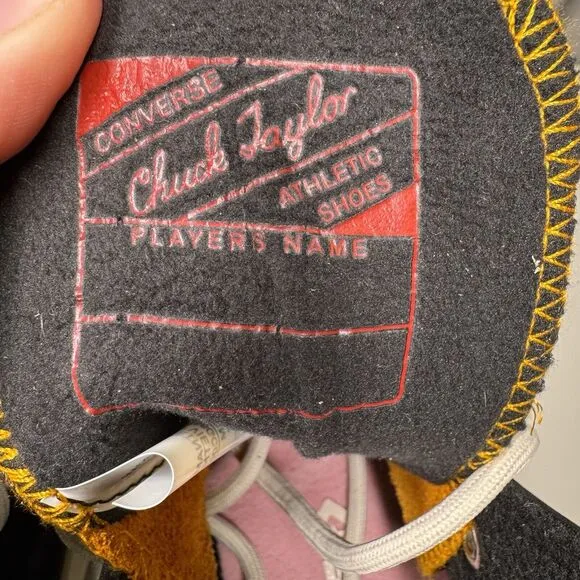 CONVERSE
Chuck Taylor
ATHLETIC
SHOES
PLAYERS NAME